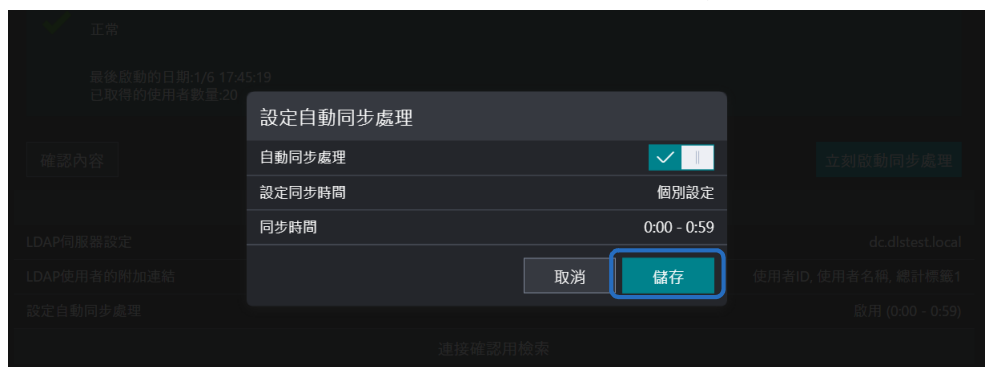 正常
最後啟動的日期:1/6 17:45:19
已取得的使用者數量:20
設定自動同步處理
自動同步處理
設定同步時間 個別設定
同步時間 0:00 - 0:59
取消 儲存
確認內容 立刻啟動同步處理
LDAP伺服器設定 dc.dlstest.local
LDAP使用者的附加連結 使用者ID, 使用者名稱, 總計標籤1
設定自動同步處理 啟用 (0:00 - 0:59)
連接確認用檢索